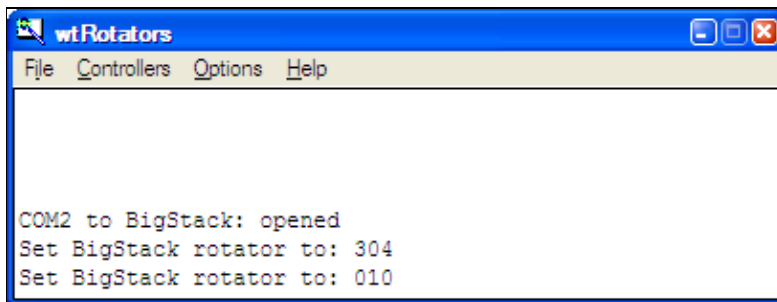 wtRotators
File Controllers Options Help
COM2 to BigStack: opened
Set BigStack rotator to: 304
Set BigStack rotator to: 010